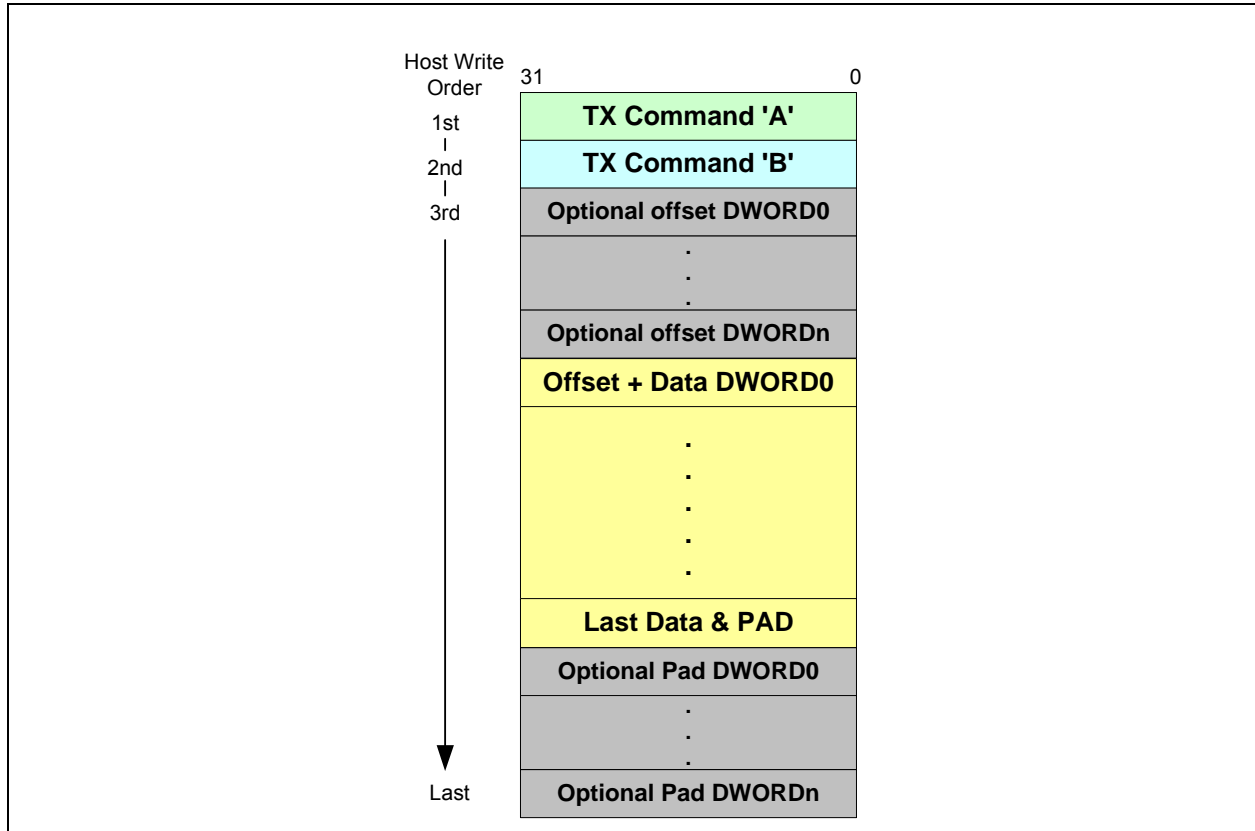 Host Write
Order
31 0
1st
TX Command 'A'
2nd
TX Command 'B'
3rd
Optional offset DWORD0
.
.
.
Optional offset DWORDn
Offset + Data DWORD0
.
.
.
.
.
Last Data & PAD
Optional Pad DWORD0
.
.
.
Last
Optional Pad DWORDn